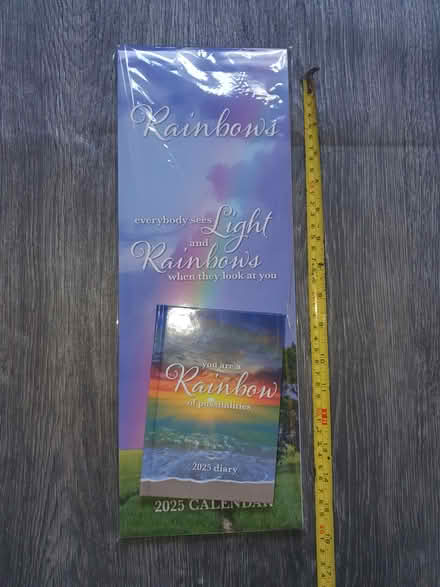 Rainbows
everybody sees Light
and
Rainbows
when they look at you
you are a
Rainbow
of possibilities
2025 diary
2025 CALENDAR